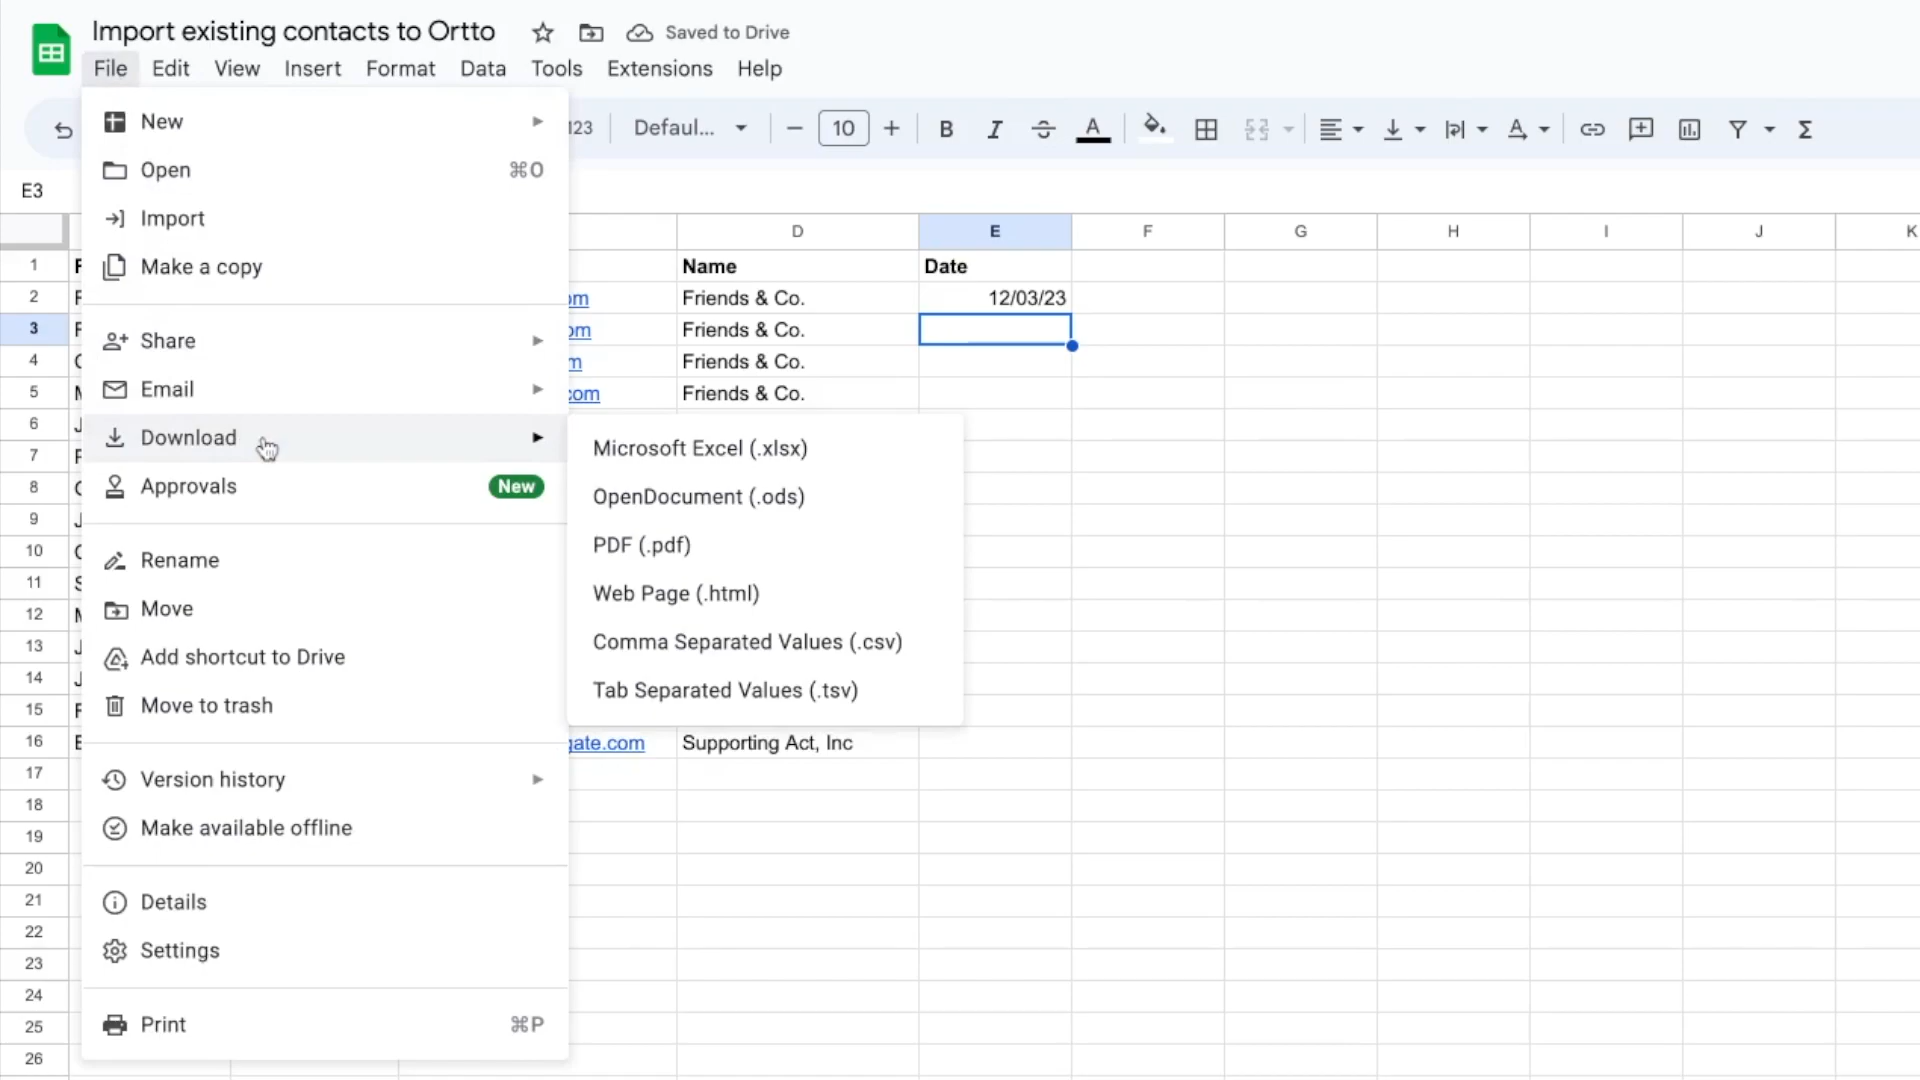 Import existing contacts to Ortto Saved to Drive
File Edit View Insert Format Data Tools Extensions Help
123 Defaul... 10 B I A A Σ
E3
New
Open ⌘O
Import
Make a copy
Share
Email
Download
Approvals New
Rename
Move
Add shortcut to Drive
Move to trash
Version history
Make available offline
Details
Settings
Print ⌘P
Microsoft Excel (.xlsx)
OpenDocument (.ods)
PDF (.pdf)
Web Page (.html)
Comma Separated Values (.csv)
Tab Separated Values (.tsv)
D E F G H I J K
1 Name Date
2 Friends & Co. 12/03/23
3 Friends & Co.
4 Friends & Co.
5 .com Friends & Co.
6
7
8
9
10
11
12
13
14
15
16 gate.com Supporting Act, Inc
17
18
19
20
21
22
23
24
25
26